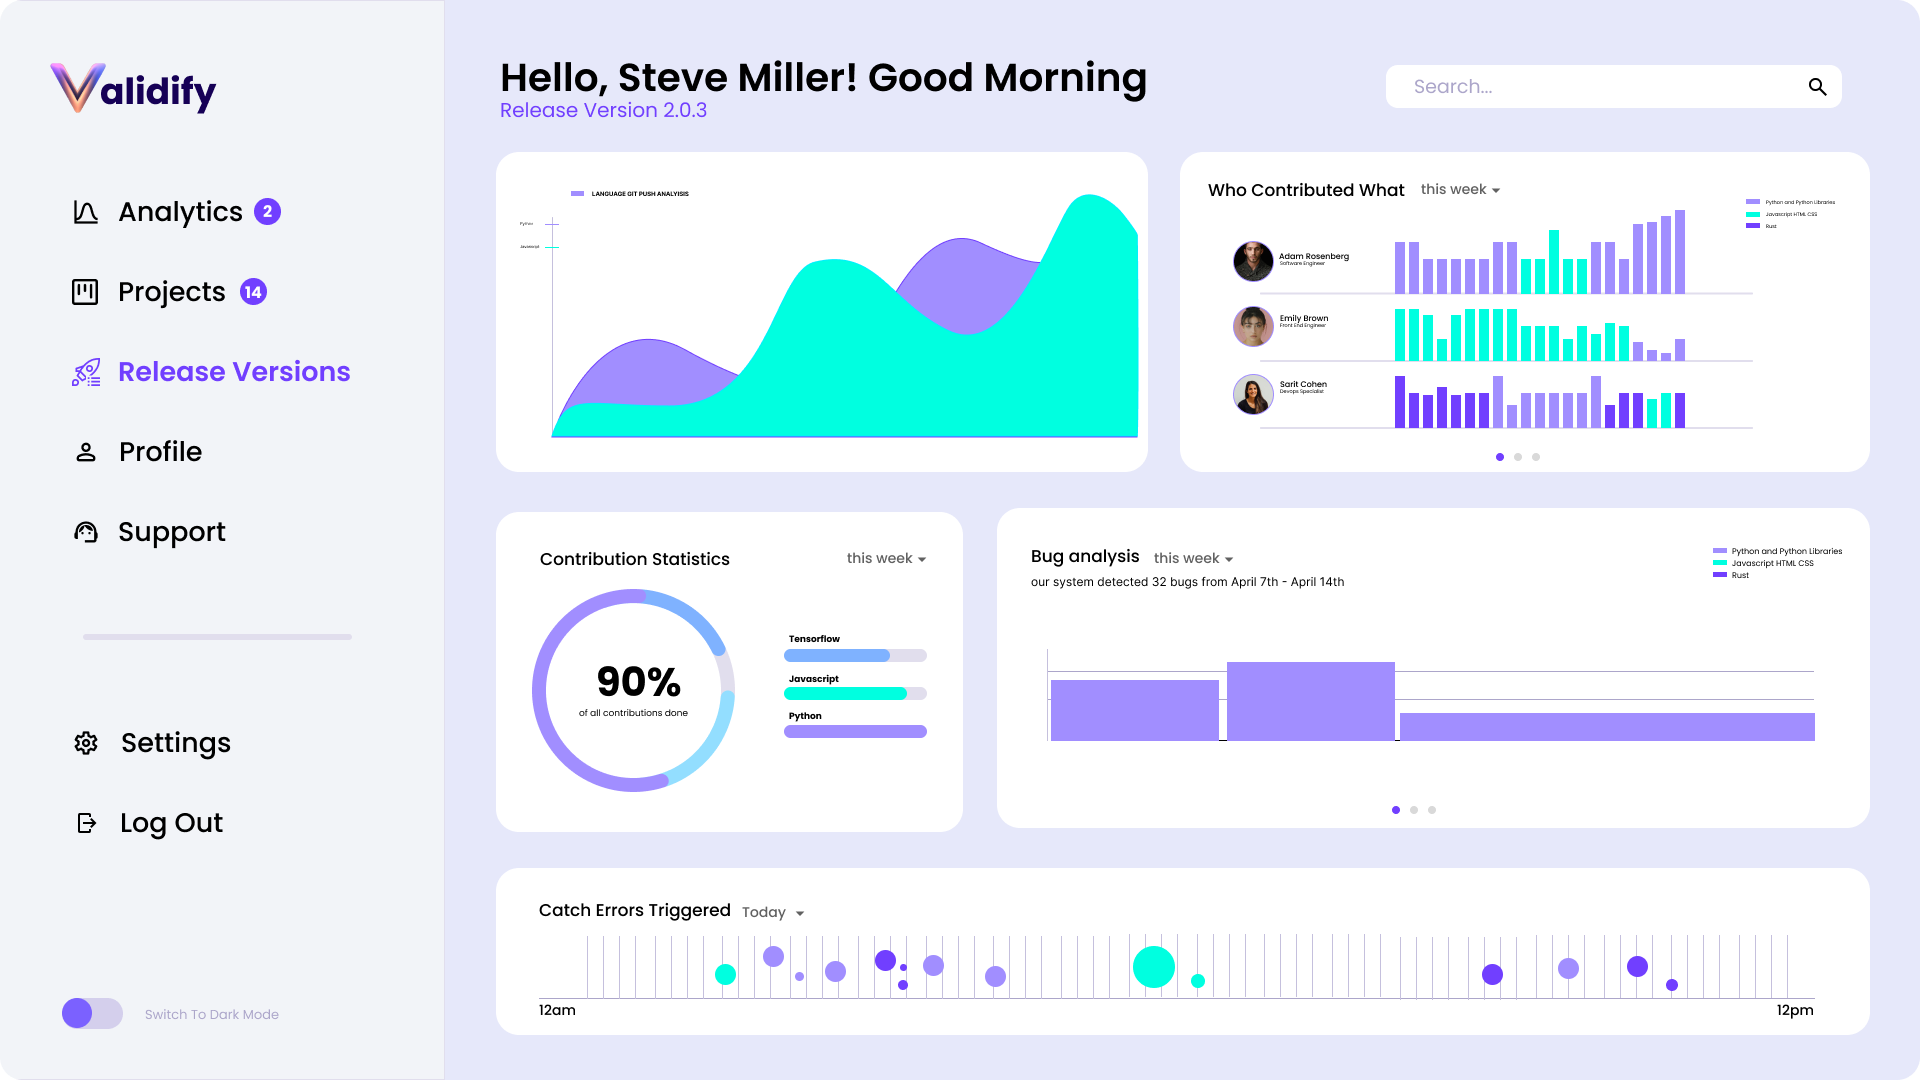 Validify
Analytics 2
Projects 14
Release Versions
Profile
Support
Settings
Log Out
Switch To Dark Mode
Hello, Steve Miller! Good Morning
Release Version 2.0.3
Search...
LANGUAGE GIT PUSH ANALYISIS
Python
Javascript
Who Contributed What this week
Python and Python Libraries
Javascript HTML CSS
Rust
Adam Rosenberg
Software Engineer
Emily Brown
Front End Engineer
Sarit Cohen
Devops Specialist
Contribution Statistics this week
90%
of all contributions done
Tensorflow
Javascript
Python
Bug analysis this week
our system detected 32 bugs from April 7th - April 14th
Python and Python Libraries
Javascript HTML CSS
Rust
Catch Errors Triggered Today
12am
12pm